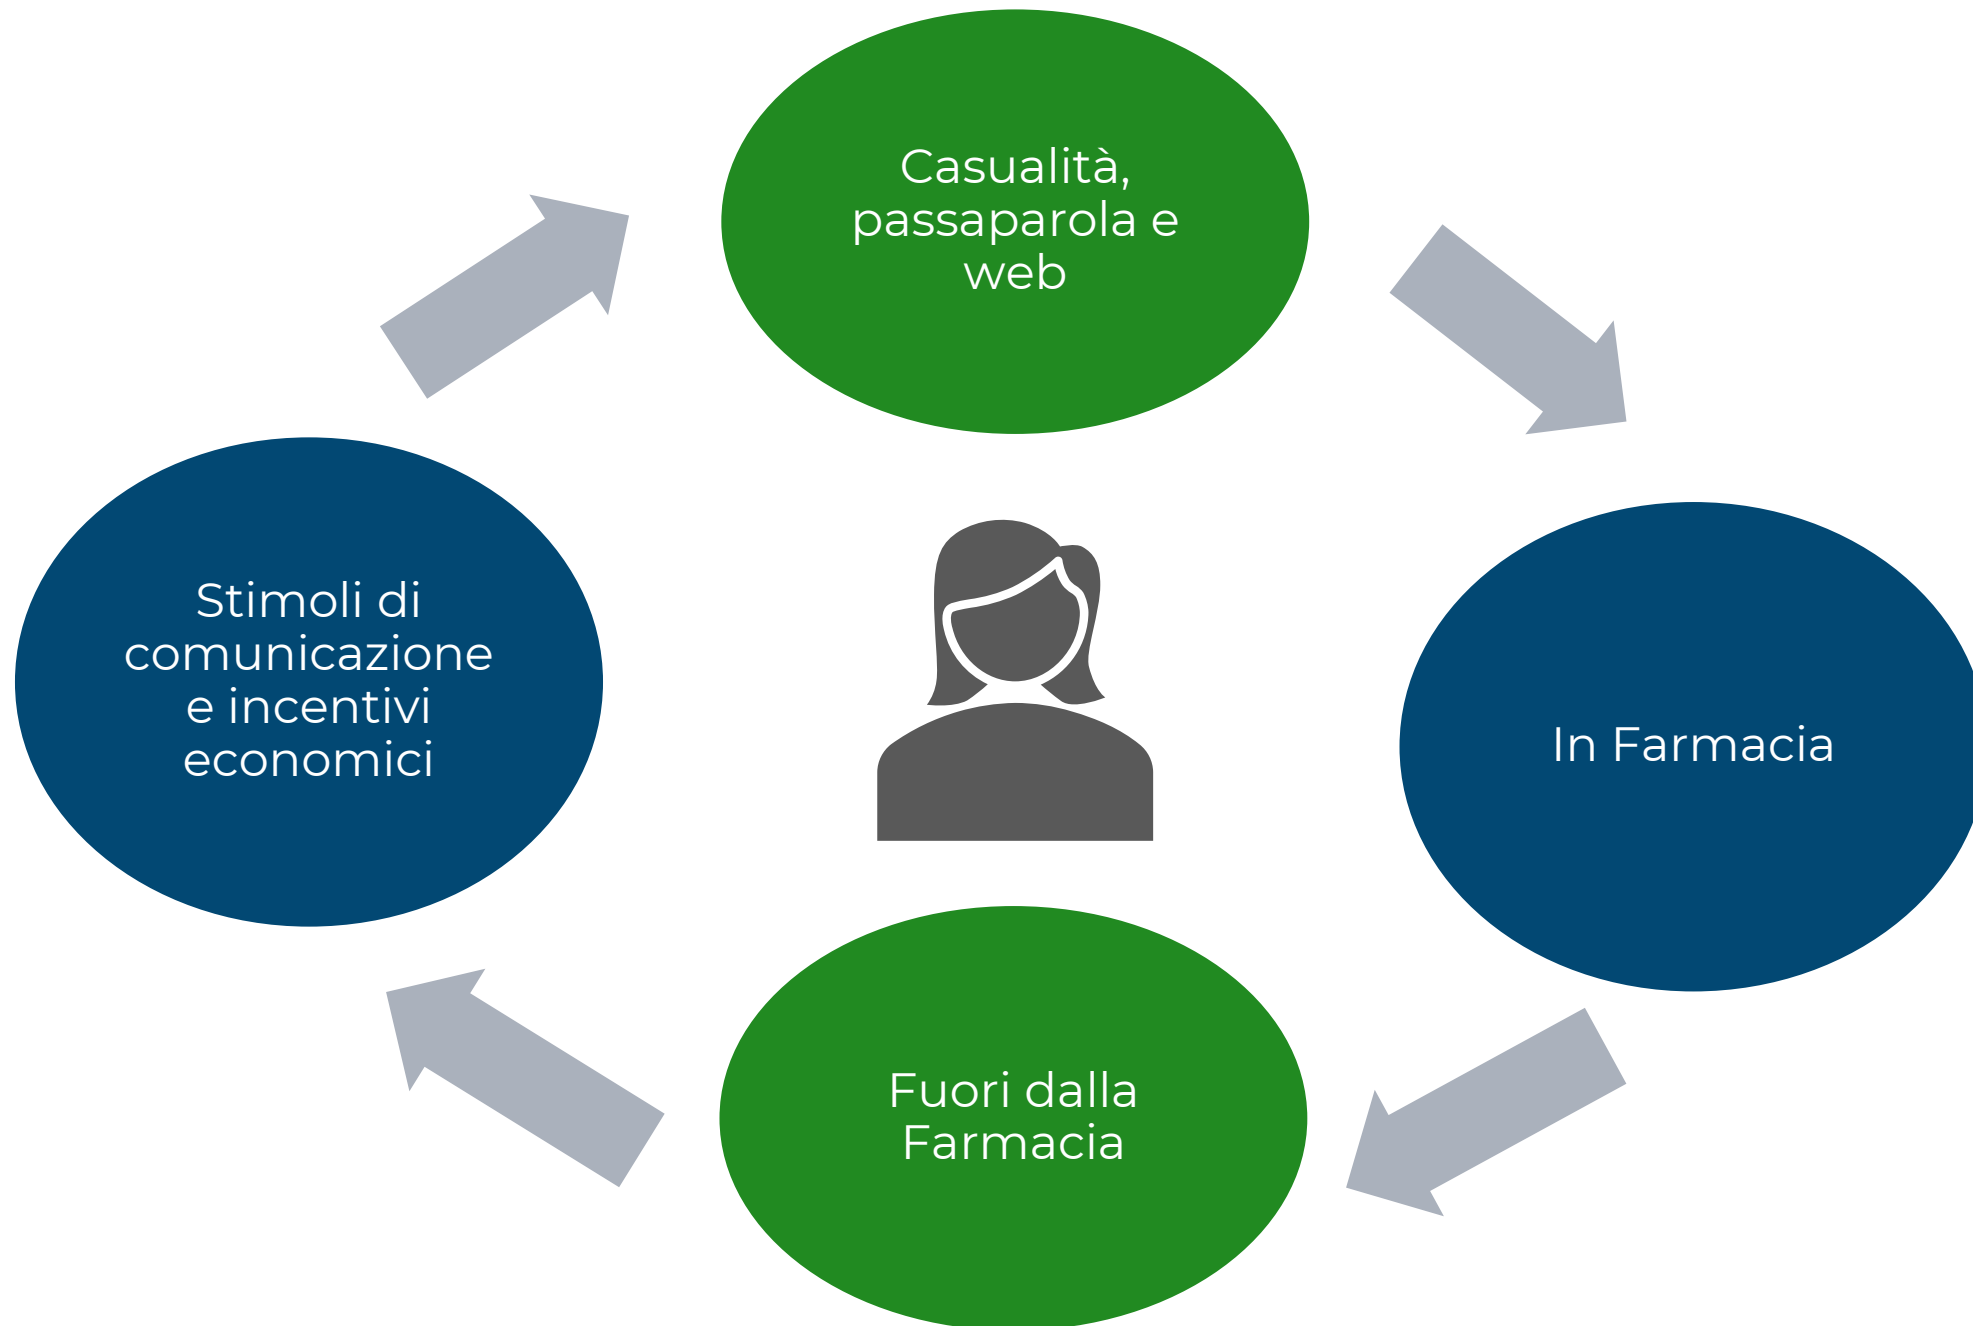 Casualità,
passaparola e
web
Stimoli di
comunicazione
e incentivi
economici
In Farmacia
Fuori dalla
Farmacia